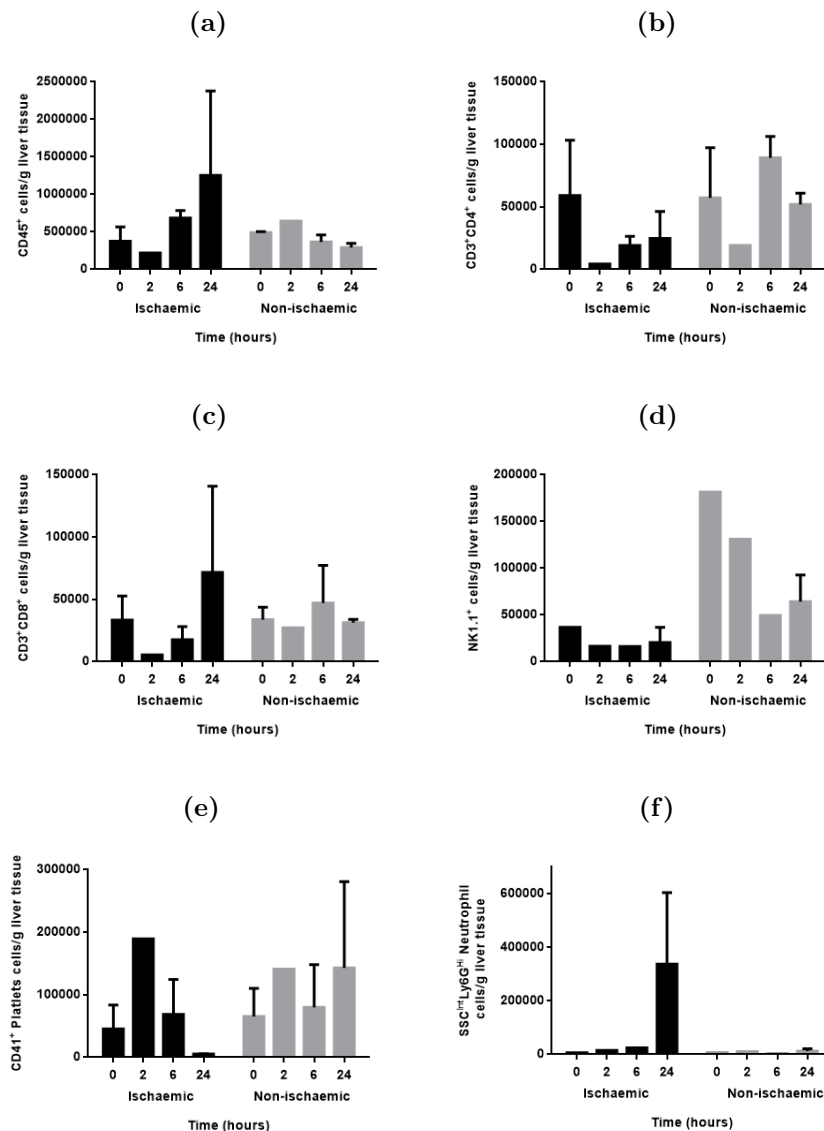 (a)
CD45⁺ cells/g liver tissue
2500000
2000000
1500000
1000000
500000
0
0 2 6 24 0 2 6 24
Ischaemic Non-ischaemic
Time (hours)
(b)
CD3⁺CD4⁺ cells/g liver tissue
150000
100000
50000
0
0 2 6 24 0 2 6 24
Ischaemic Non-ischaemic
Time (hours)
(c)
CD3⁺CD8⁺ cells/g liver tissue
150000
100000
50000
0
0 2 6 24 0 2 6 24
Ischaemic Non-ischaemic
Time (hours)
(d)
NK1.1⁺ cells/g liver tissue
200000
150000
100000
50000
0
0 2 6 24 0 2 6 24
Ischaemic Non-ischaemic
Time (hours)
(e)
CD41⁺ Platlets cells/g liver tissue
300000
200000
100000
0
0 2 6 24 0 2 6 24
Ischaemic Non-ischaemic
Time (hours)
(f)
SSCᴵⁿᵗLy6Gᴴⁱ Neutrophil
cells/g liver tissue
600000
400000
200000
0
0 2 6 24 0 2 6 24
Ischaemic Non-ischaemic
Time (hours)